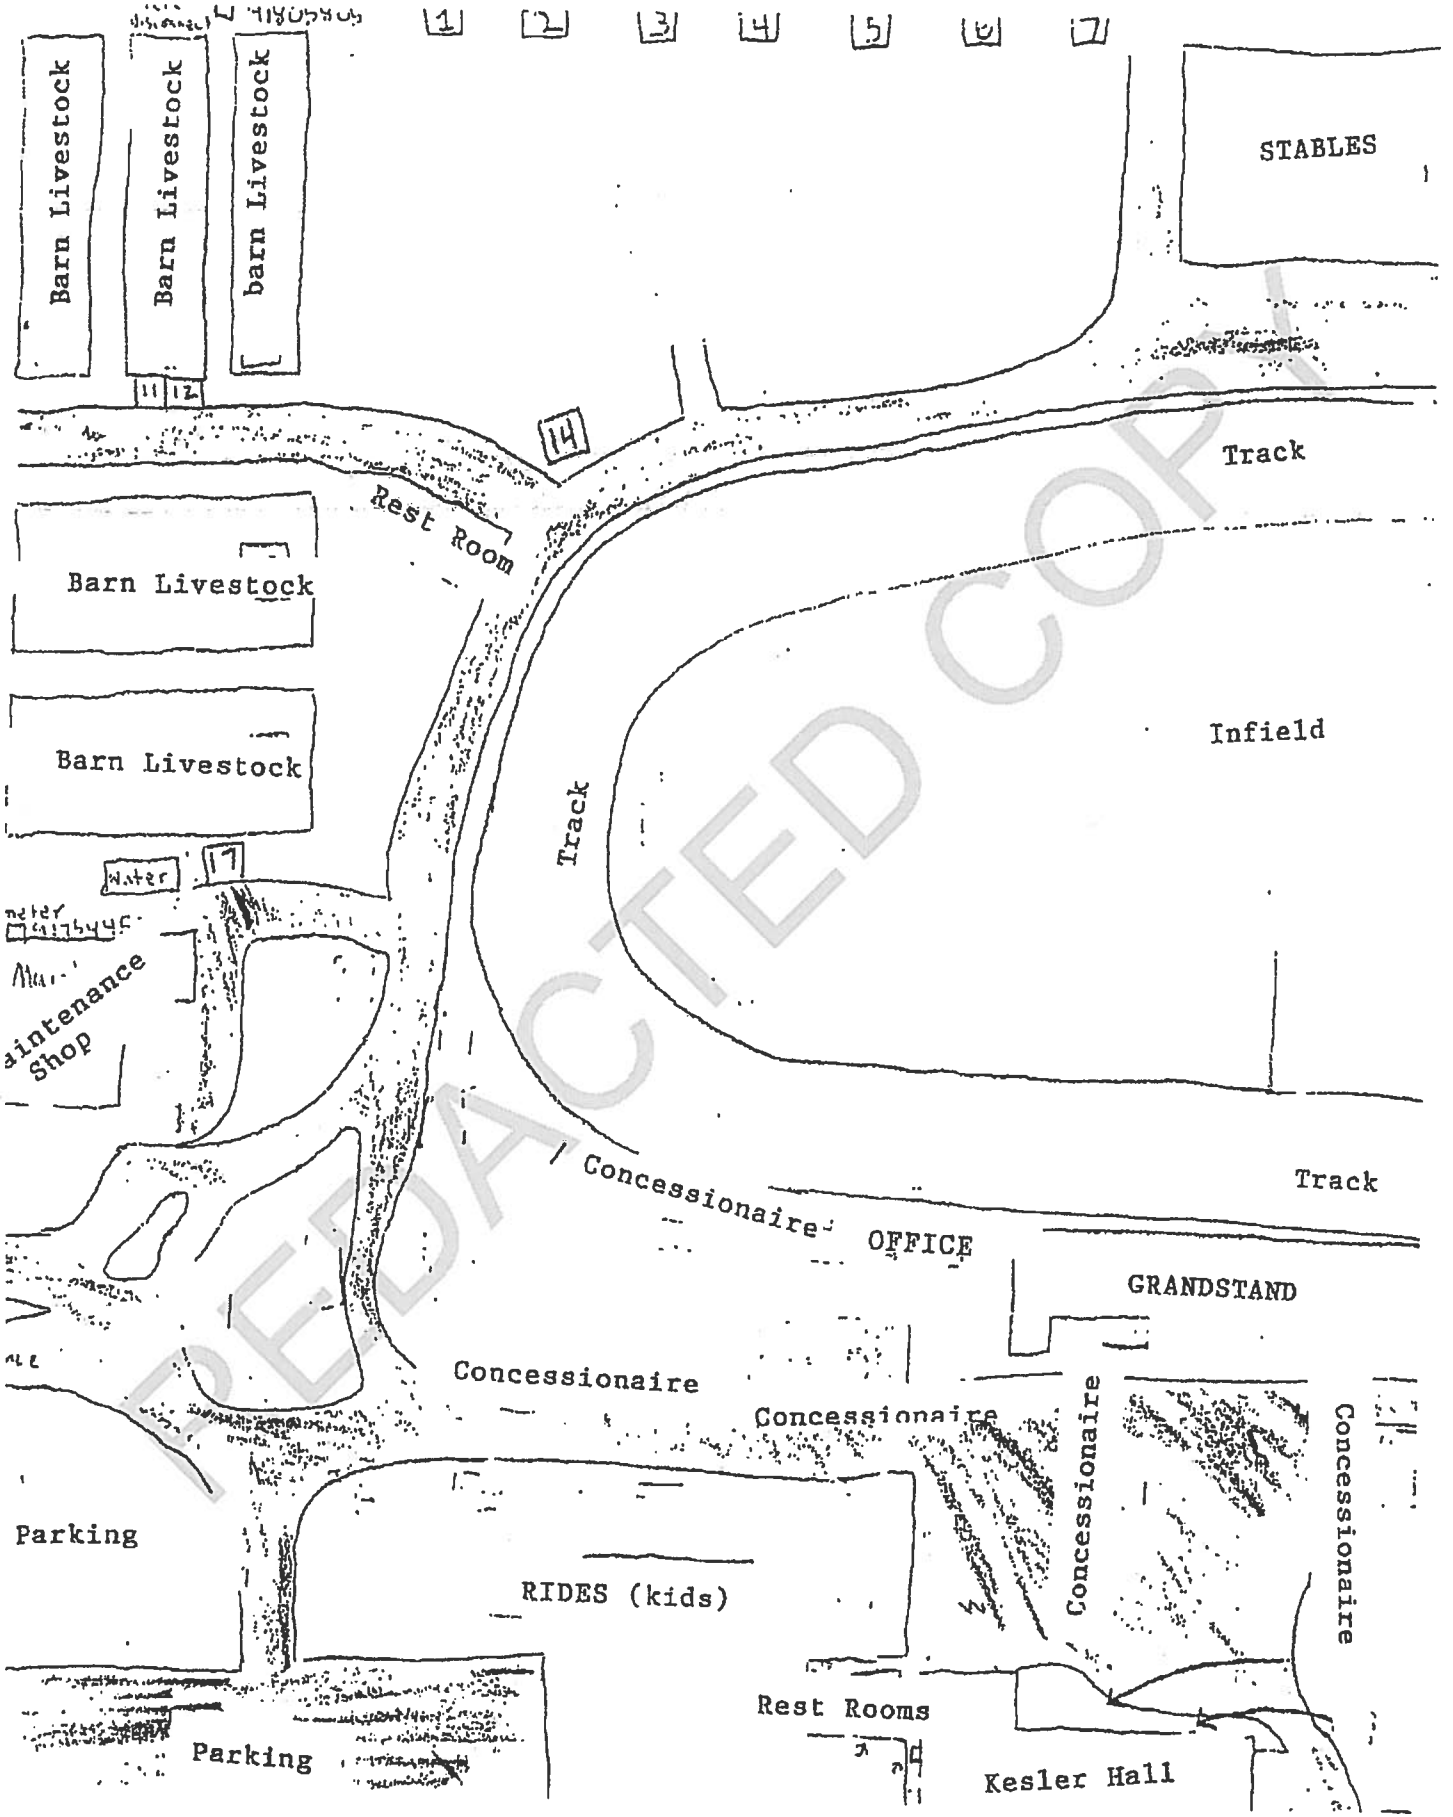 1 2 3 4 5 6 7
Barn Livestock
Barn Livestock
barn Livestock
STABLES
11 12
14
Track
Rest Room
Barn Livestock
Infield
Barn Livestock
Track
Water
17
meter
aintenance
Shop
Concessionaire
Track
OFFICE
GRANDSTAND
Concessionaire
Concessionaire
Concessionaire
Concessionaire
Parking
RIDES (kids)
Rest Rooms
Parking
Kesler Hall
REDACTED COPY